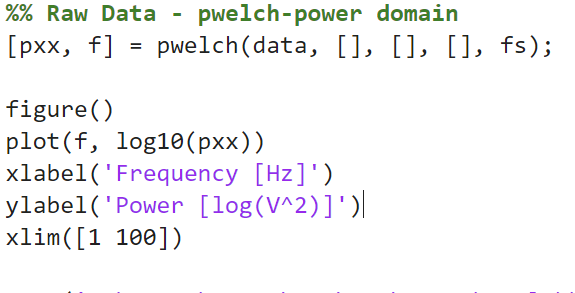 %% Raw Data - pwelch-power domain
[pxx, f] = pwelch(data, [], [], [], fs);
figure()
plot(f, log10(pxx))
xlabel('Frequency [Hz]')
ylabel('Power [log(V^2)]')
xlim([1 100])